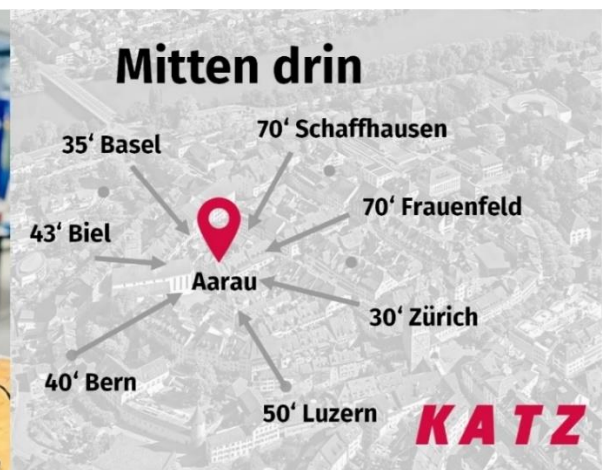 Mitten drin
70‘ Schaffhausen
35‘ Basel
70‘ Frauenfeld
43‘ Biel
Aarau
30‘ Zürich
40‘ Bern
50‘ Luzern
KATZ